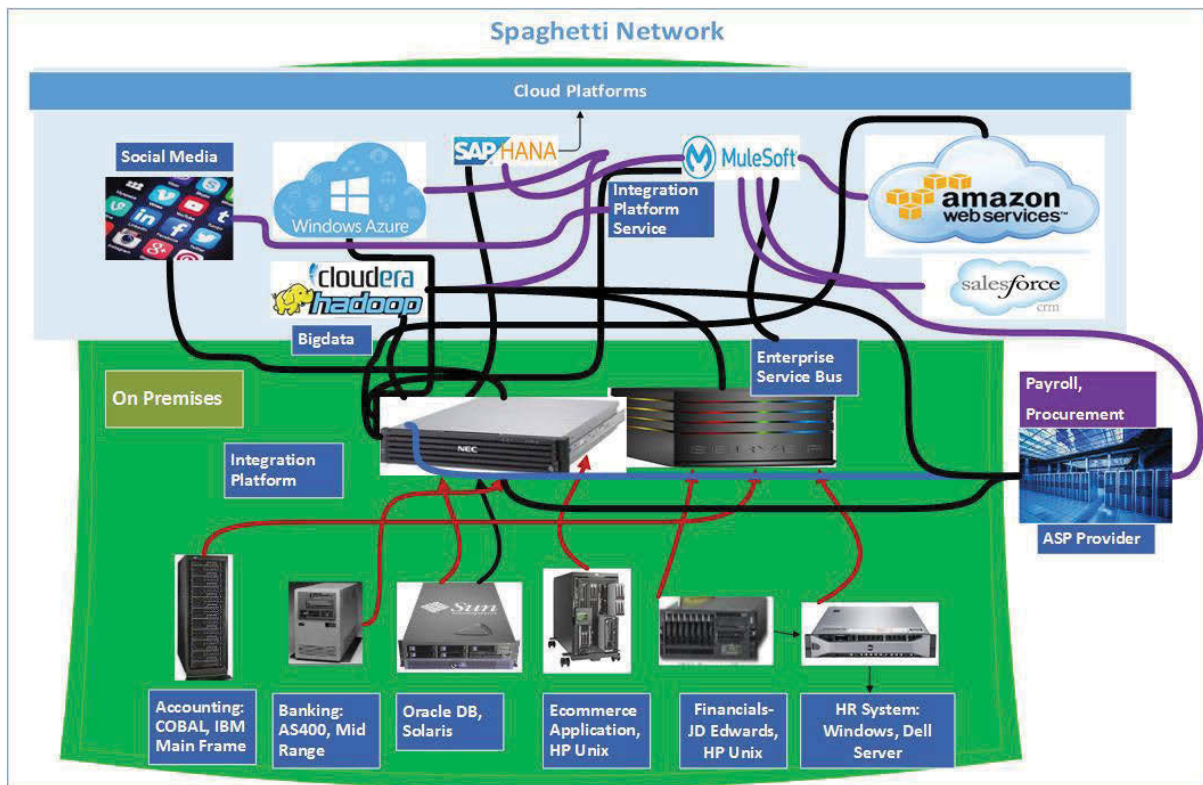 Spaghetti Network
Cloud Platforms
Social Media
Windows Azure
SAP HANA
MuleSoft
Integration
Platform
Service
amazon
web services™
salesforce
crm
cloudera
hadoop
Bigdata
Enterprise
Service Bus
On Premises
Payroll,
Procurement
NEC
SERVER
Integration
Platform
ASP Provider
Sun
Accounting:
COBAL, IBM
Main Frame
Banking:
AS400, Mid
Range
Oracle DB,
Solaris
Ecommerce
Application,
HP Unix
Financials-
JD Edwards,
HP Unix
HR System:
Windows, Dell
Server